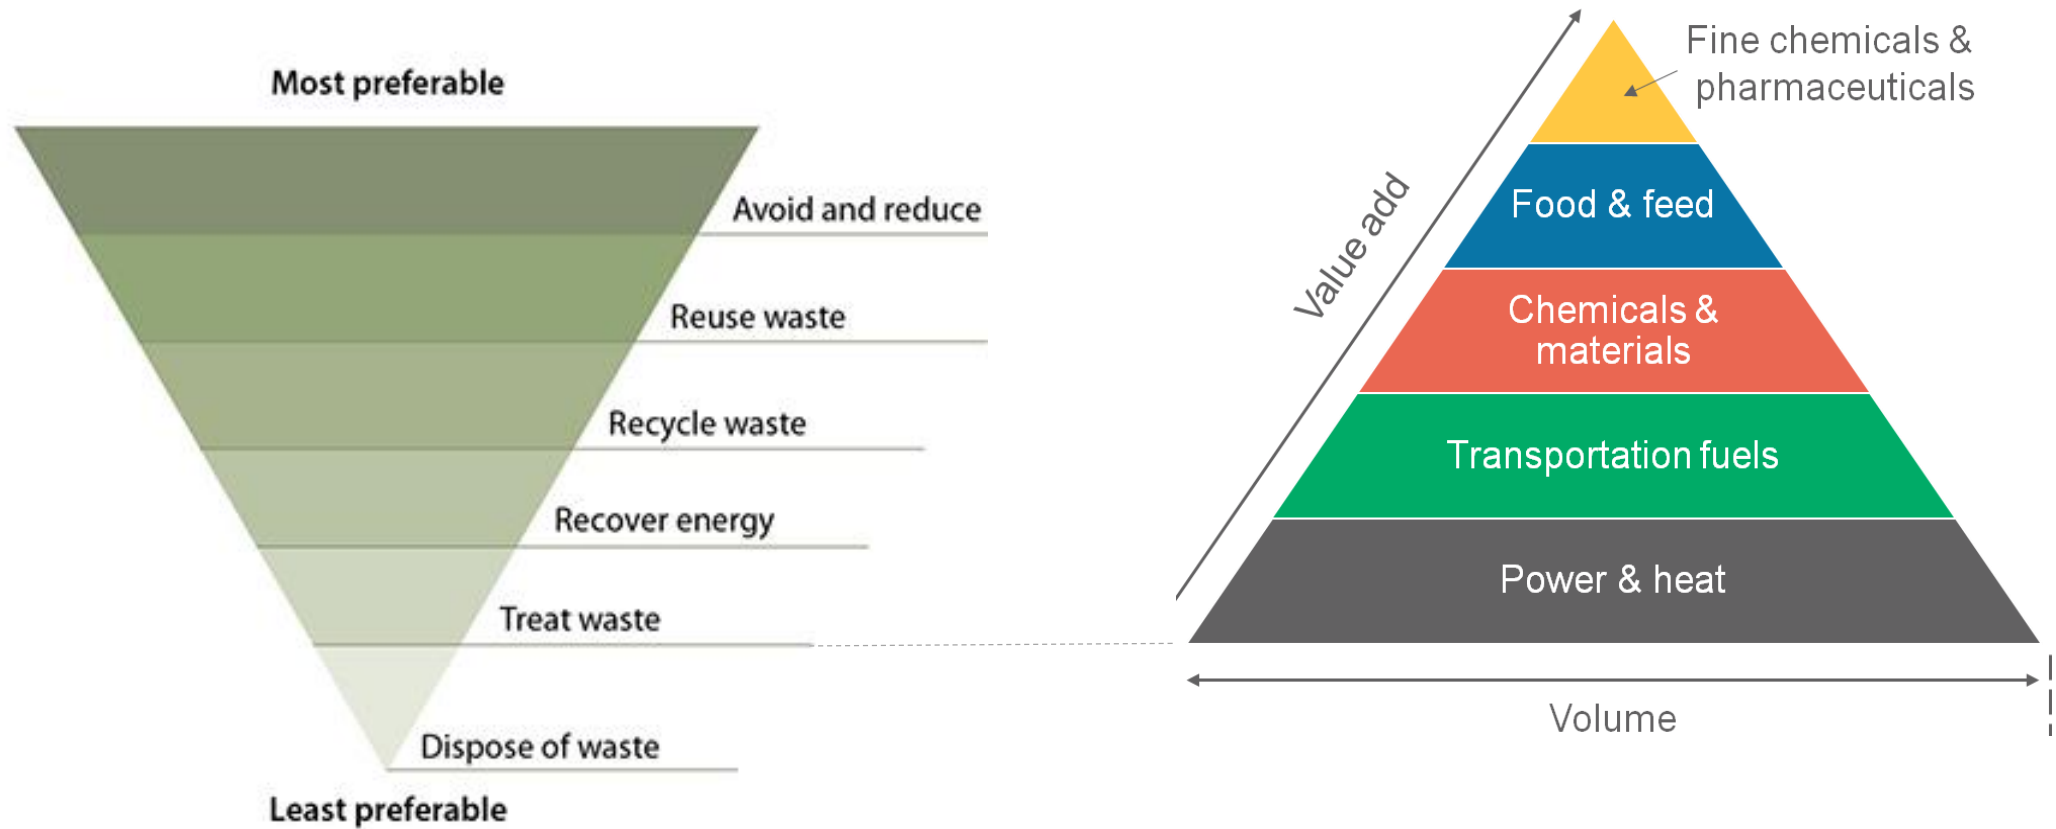 Most preferable
Avoid and reduce
Reuse waste
Recycle waste
Recover energy
Treat waste
Dispose of waste
Least preferable
Value add
Fine chemicals &
pharmaceuticals
Food & feed
Chemicals &
materials
Transportation fuels
Power & heat
Volume